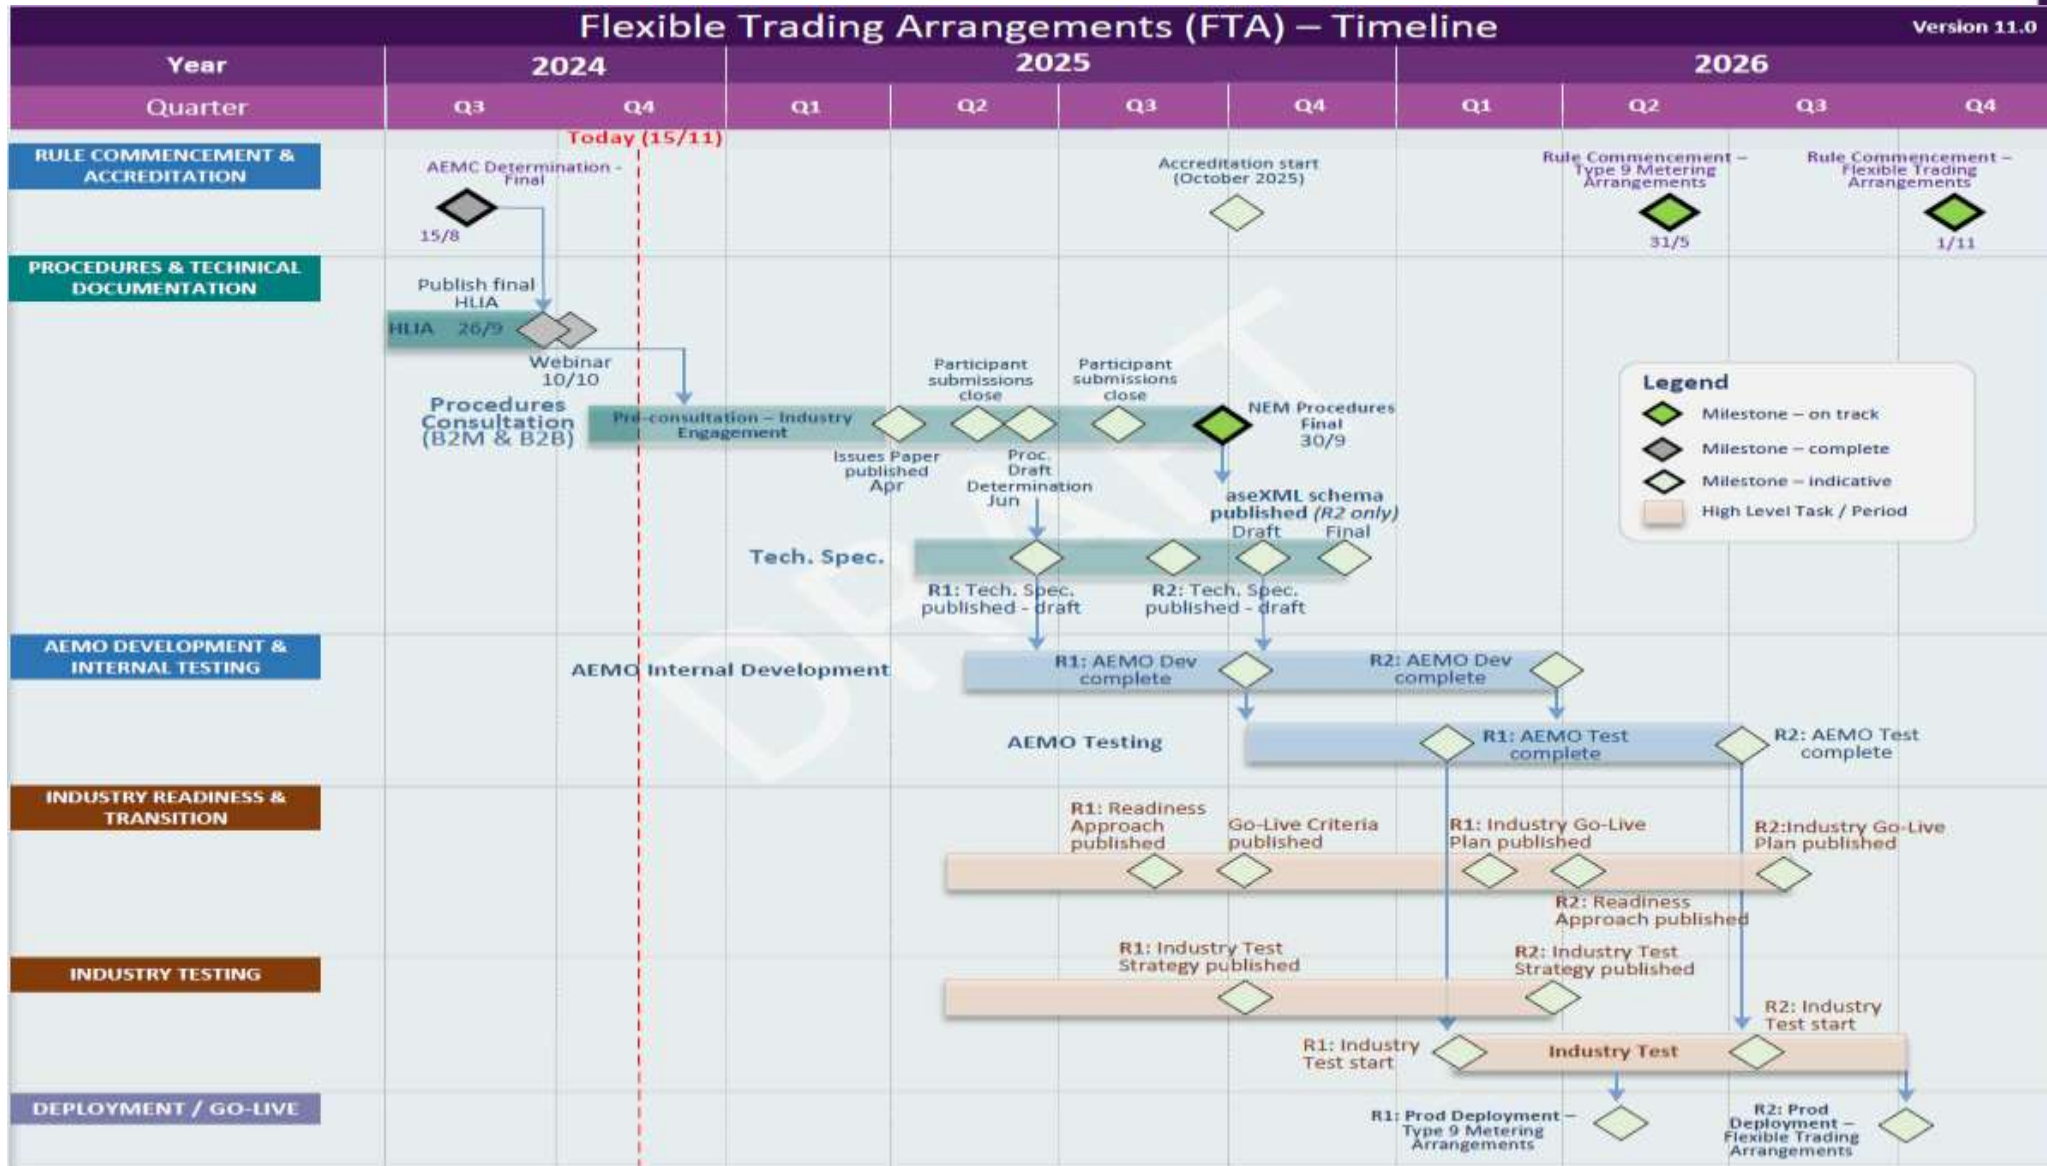 Flexible Trading Arrangements (FTA) – Timeline
Version 11.0
Year
2024
2025
2026
Quarter
Q3
Q4
Q1
Q2
Q3
Q4
Q1
Q2
Q3
Q4
Today (15/11)
RULE COMMENCEMENT &
ACCREDITATION
AEMC Determination -
Final
15/8
Accreditation start
(October 2025)
Rule Commencement –
Type 9 Metering
Arrangements
31/5
Rule Commencement –
Flexible Trading
Arrangements
1/11
PROCEDURES & TECHNICAL
DOCUMENTATION
Publish final
HLIA
HLIA 26/9
Webinar
10/10
Procedures
Consultation
(B2M & B2B)
Pre-consultation – Industry
Engagement
Issues Paper
published
Apr
Participant
submissions
close
Proc.
Draft
Determination
Jun
Participant
submissions
close
NEM Procedures
Final
30/9
aseXML schema
published (R2 only)
Draft
Final
Tech. Spec.
R1: Tech. Spec.
published - draft
R2: Tech. Spec.
published - draft
Legend
Milestone – on track
Milestone – complete
Milestone – indicative
High Level Task / Period
DRAFT
AEMO DEVELOPMENT &
INTERNAL TESTING
AEMO Internal Development
R1: AEMO Dev
complete
R2: AEMO Dev
complete
AEMO Testing
R1: AEMO Test
complete
R2: AEMO Test
complete
INDUSTRY READINESS &
TRANSITION
R1: Readiness
Approach
published
Go-Live Criteria
published
R1: Industry Go-Live
Plan published
R2:Industry Go-Live
Plan published
R2: Readiness
Approach published
INDUSTRY TESTING
R1: Industry Test
Strategy published
R2: Industry Test
Strategy published
R1: Industry
Test start
Industry Test
R2: Industry
Test start
DEPLOYMENT / GO-LIVE
R1: Prod Deployment –
Type 9 Metering
Arrangements
R2: Prod
Deployment –
Flexible Trading
Arrangements